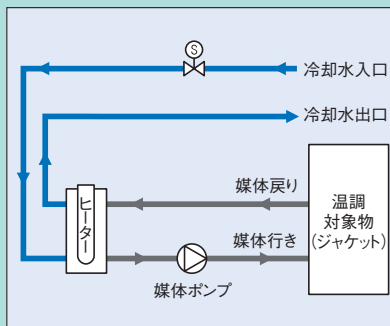 S
冷却水入口
冷却水出口
媒体戻り
ヒーター
媒体行き
媒体ポンプ
温調
対象物
(ジャケット)